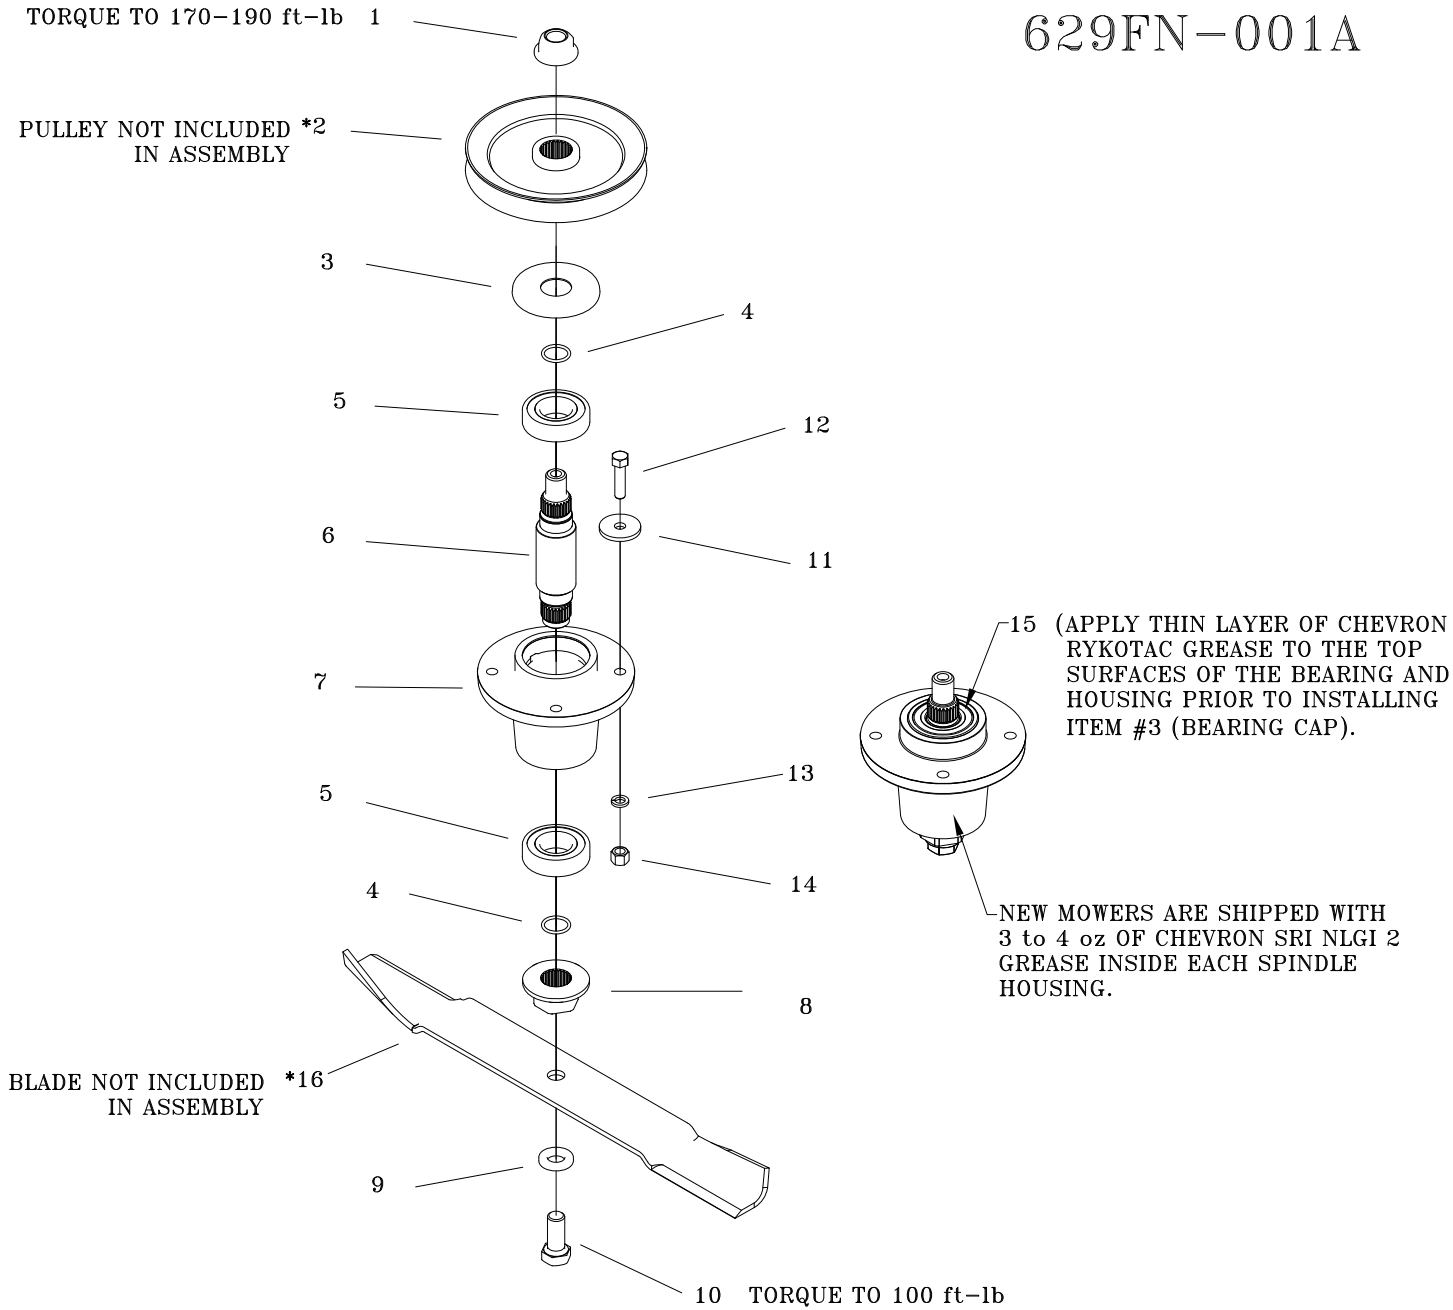 TORQUE TO 170-190 ft-lb 1
629FN-001A
PULLEY NOT INCLUDED *2
IN ASSEMBLY
3
4
5
12
6
11
15 (APPLY THIN LAYER OF CHEVRON
RYKOTAC GREASE TO THE TOP
SURFACES OF THE BEARING AND
HOUSING PRIOR TO INSTALLING
ITEM #3 (BEARING CAP).
7
13
5
14
4
NEW MOWERS ARE SHIPPED WITH
3 to 4 oz OF CHEVRON SRI NLGI 2
GREASE INSIDE EACH SPINDLE
HOUSING.
8
BLADE NOT INCLUDED *16
IN ASSEMBLY
9
10 TORQUE TO 100 ft-lb